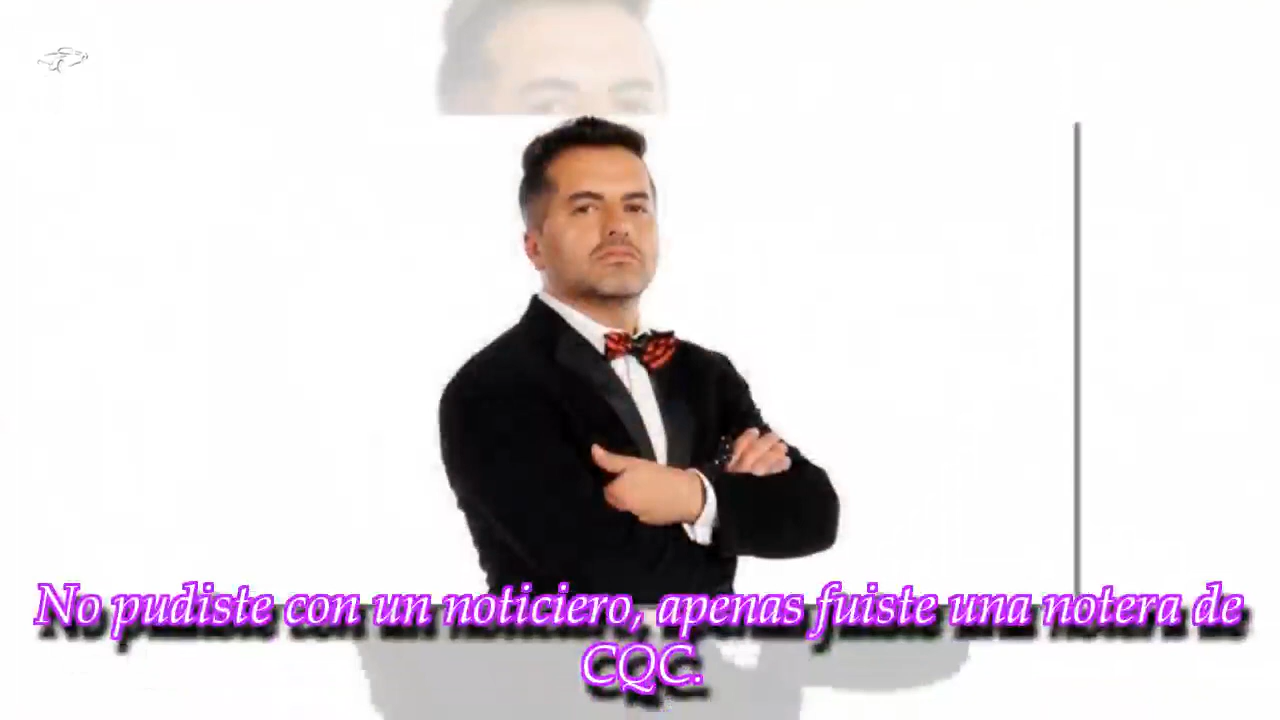 No pudiste con un noticiero, apenas fuiste una notera de
CQC.